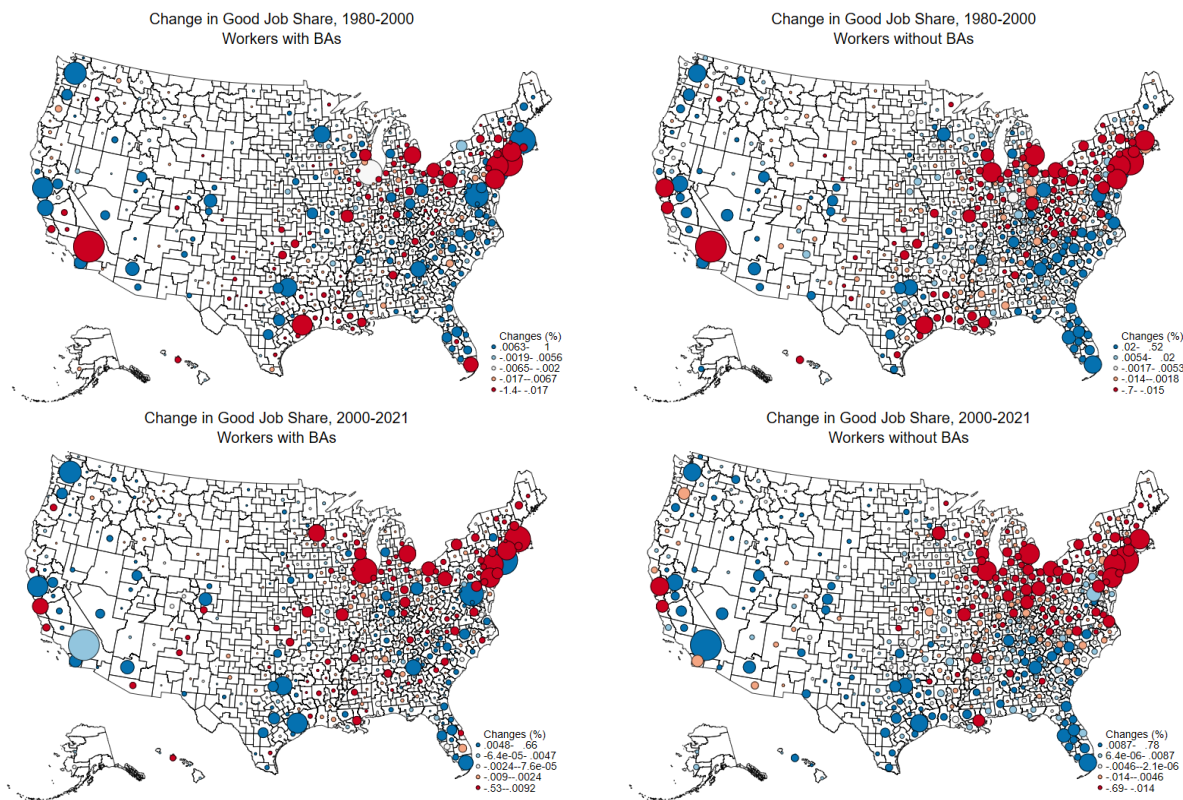 Change in Good Job Share, 1980-2000
Workers with BAs
Changes (%)
.0063- 1
-.0019- .0056
-.0065- -.002
-.017--.0067
-1.4- -.017
Change in Good Job Share, 1980-2000
Workers without BAs
Changes (%)
.02- .52
.0054- .02
-.0017-.0053
-.014--.0018
-.7- -.015
Change in Good Job Share, 2000-2021
Workers with BAs
Changes (%)
.0048- .66
-6.4e-05- .0047
-.0024--7.6e-05
-.009--.0024
-.53--.0092
Change in Good Job Share, 2000-2021
Workers without BAs
Changes (%)
.0087- .78
6.4e-06- .0087
-.0046--2.1e-06
-.014--.0046
-.69- -.014